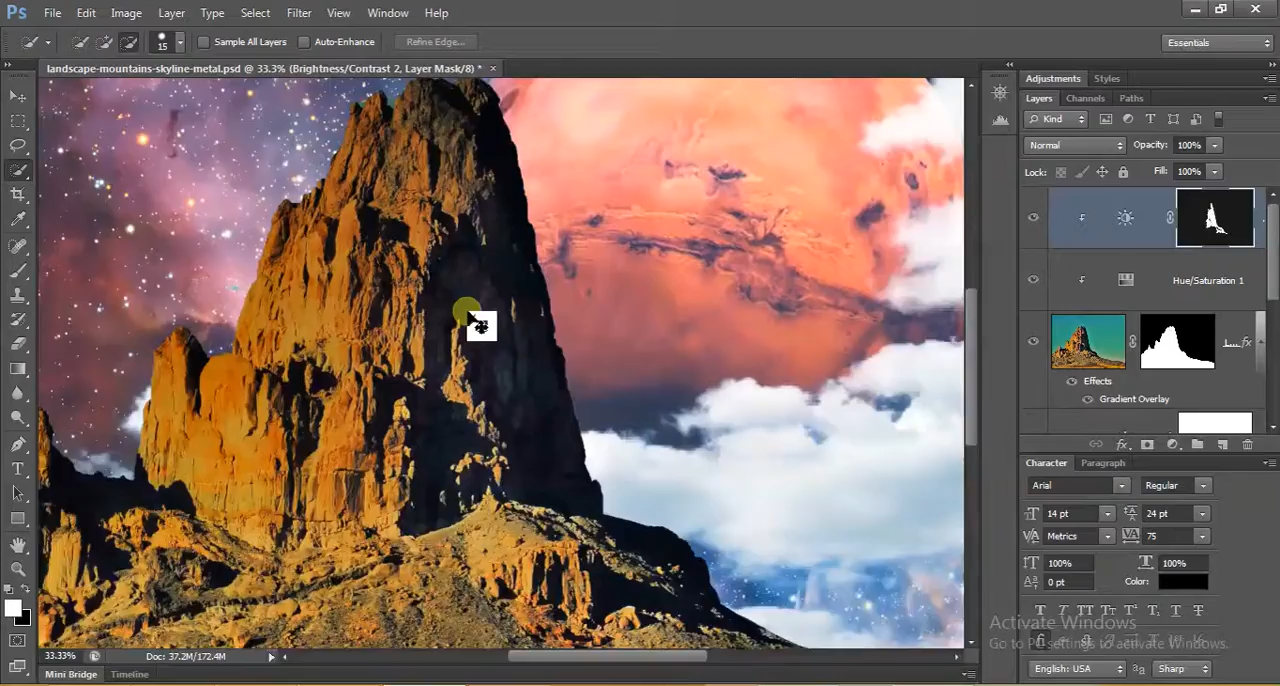 Ps File Edit Image Layer Type Select Filter View Window Help
15 Sample All Layers Auto-Enhance Refine Edge... Essentials
landscape-mountains-skyline-metal.psd @ 33.3% (Brightness/Contrast 2, Layer Mask/8) *
Adjustments Styles
Layers Channels Paths
Kind
Normal Opacity: 100%
Lock: Fill: 100%
Hue/Saturation 1
fx
Effects
Gradient Overlay
fx
Character Paragraph
Arial Regular
14 pt 24 pt
Metrics 75
100% 100%
0 pt Color:
Activate Windows
Go to PC settings to activate Windows.
English: USA aa Sharp
33.33% Doc: 37.2M/172.4M
Mini Bridge Timeline